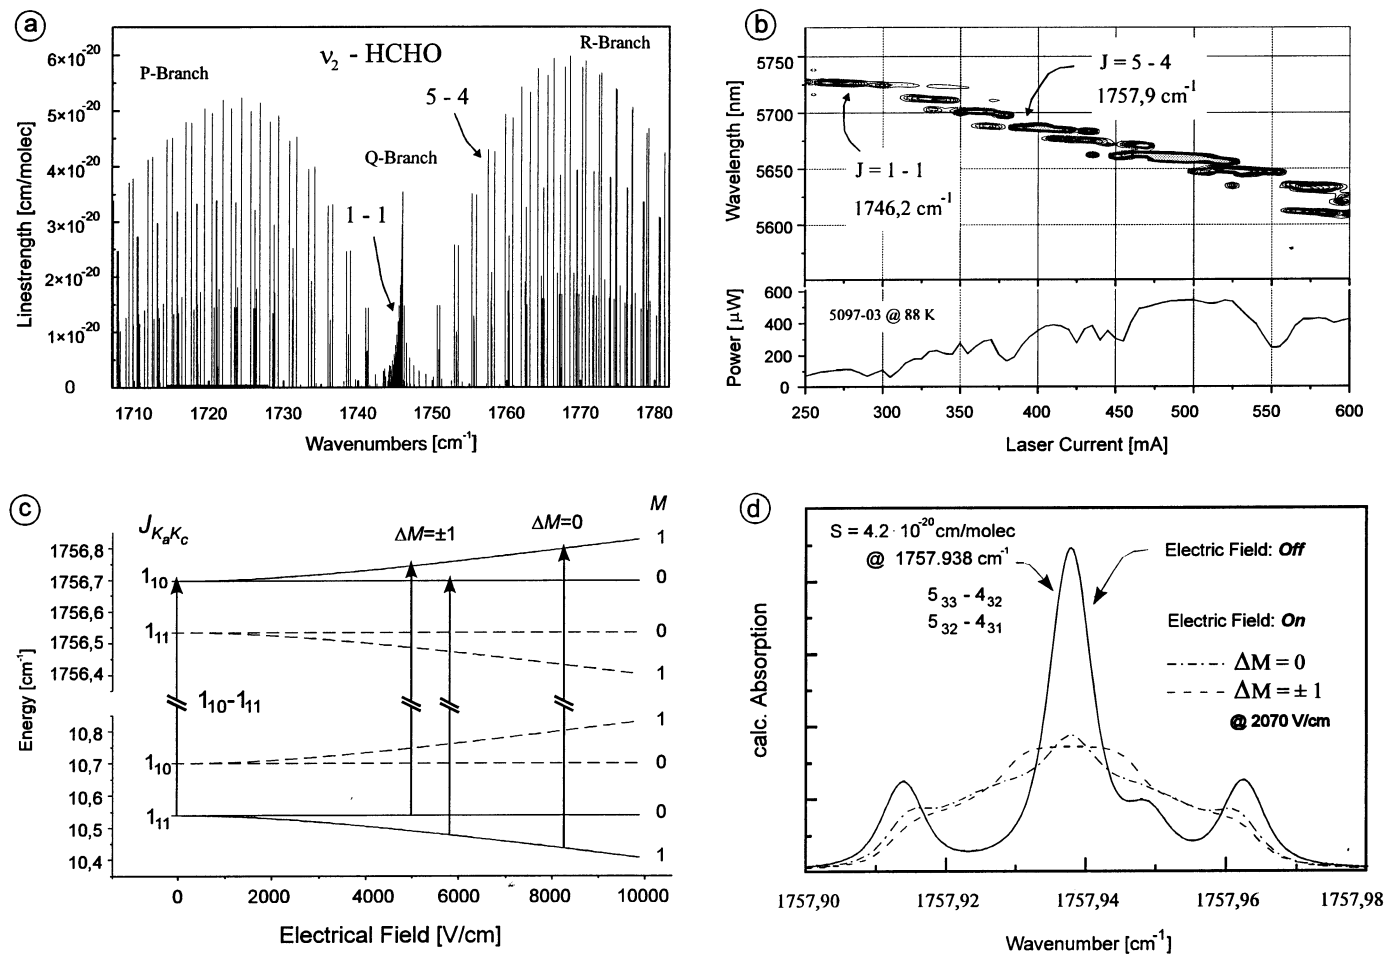 a
ν2 - HCHO
P-Branch
R-Branch
5 - 4
Q-Branch
1 - 1
Linestrength [cm/molec]
6×10-20
5×10-20
4×10-20
3×10-20
2×10-20
1×10-20
0
1710 1720 1730 1740 1750 1760 1770 1780
Wavenumbers [cm-1]
b
Wavelength [nm]
5750
5700
5650
5600
J = 5 - 4
1757,9 cm-1
J = 1 - 1
1746,2 cm-1
Power [μW]
600
400
200
0
5097-03 @ 88 K
250 300 350 400 450 500 550 600
Laser Current [mA]
c
JKaKc
M
ΔM=±1
ΔM=0
Energy [cm-1]
1756,8
1756,7
1756,6
1756,5
1756,4
110
111
1
0
0
1
110-111
10,8
10,7
10,6
10,5
10,4
110
111
1
0
0
1
0 2000 4000 6000 8000 10000
Electrical Field [V/cm]
d
calc. Absorption
S = 4.2 · 10-20 cm/molec
@ 1757.938 cm-1
533 - 432
532 - 431
Electric Field: Off
Electric Field: On
ΔM = 0
ΔM = ± 1
@ 2070 V/cm
1757,90 1757,92 1757,94 1757,96 1757,98
Wavenumber [cm-1]